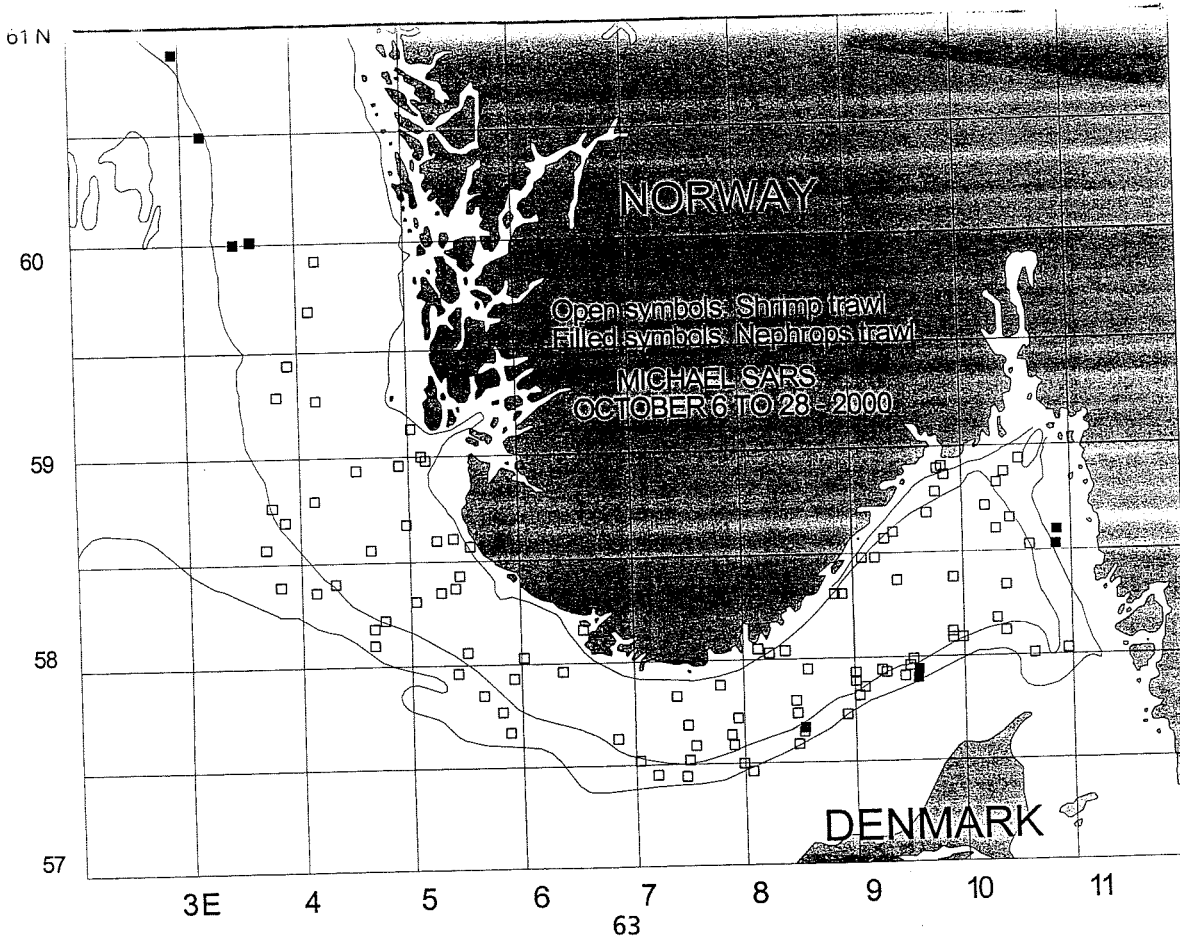 61 N
NORWAY
60
Open symbols: Shrimp trawl
Filled symbols: Nephrops trawl
MICHAEL SARS
OCTOBER 6 TO 28 - 2000
59
58
DENMARK
57
3 E 4 5 6 7 8 9 10 11
63